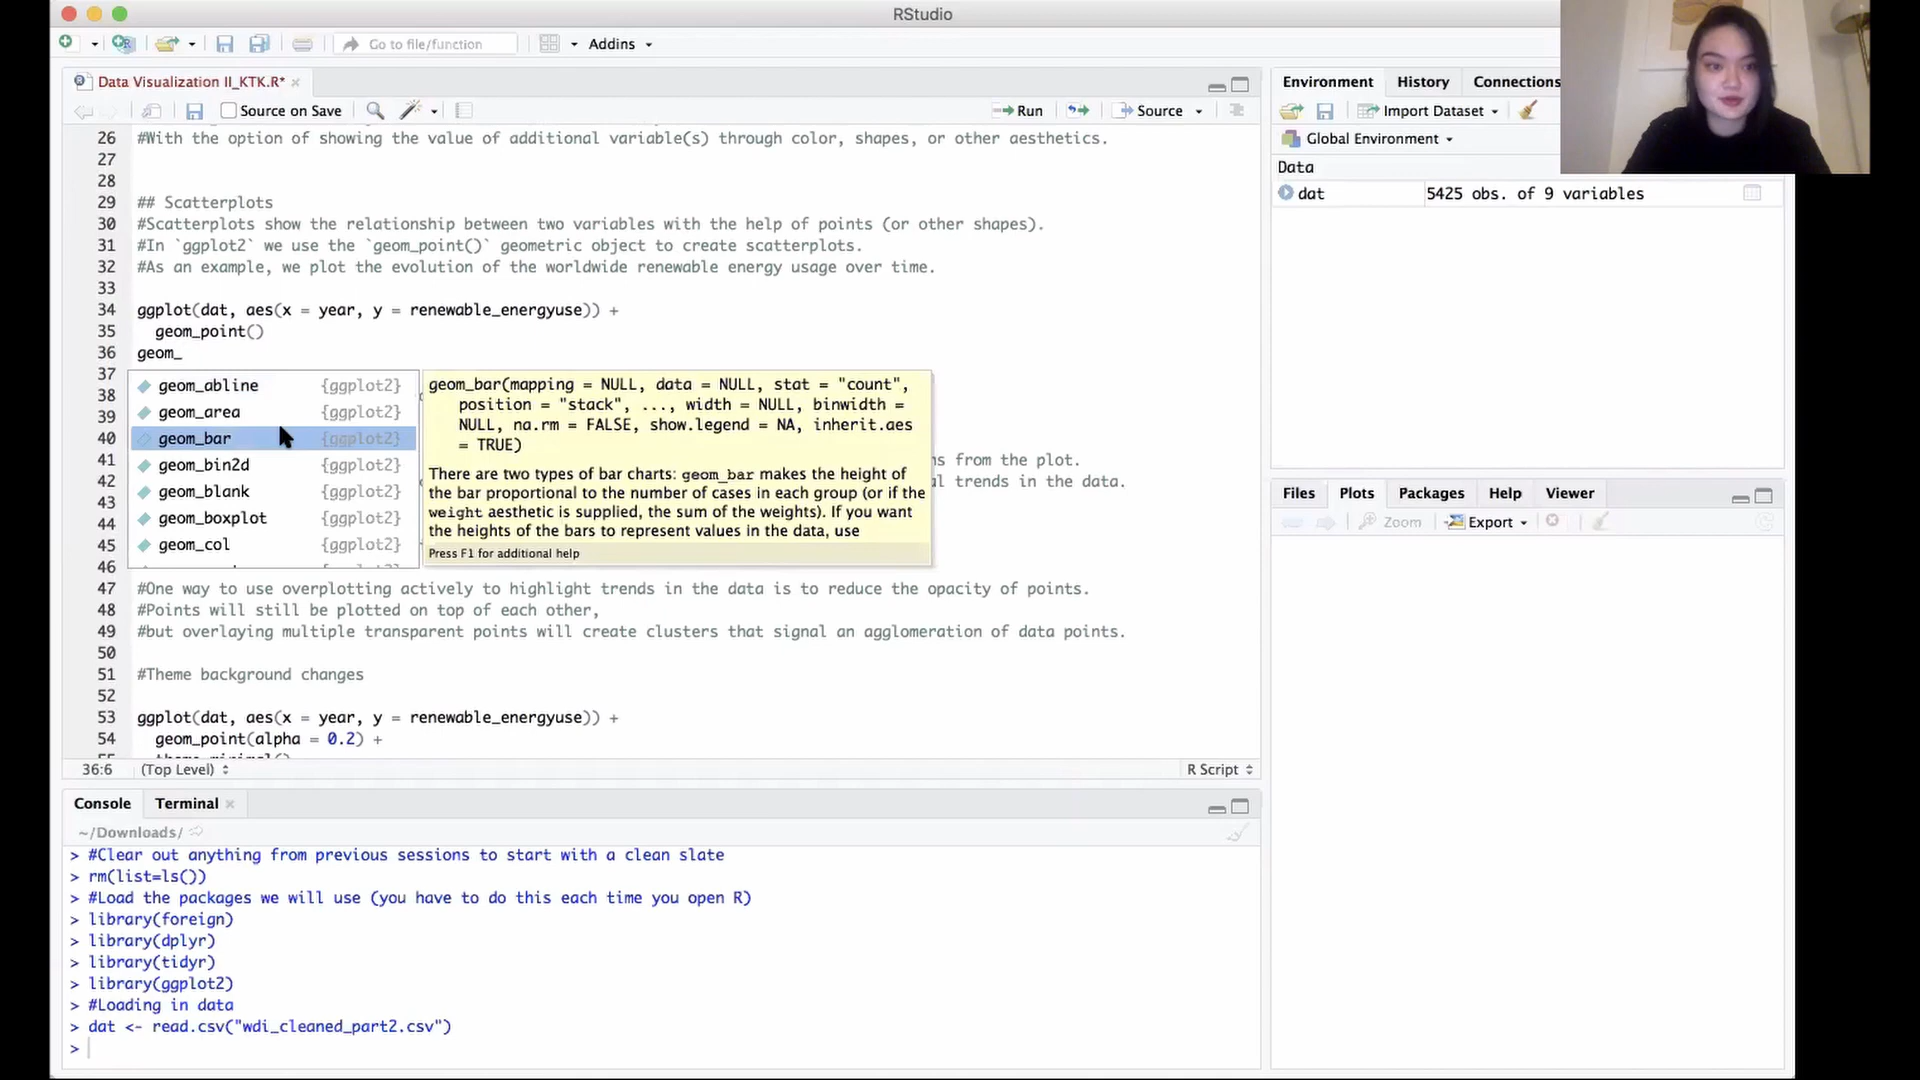 RStudio
Go to file/function
Addins
Data Visualization II_KTK.R*
Source on Save
Run
Source
26 #With the option of showing the value of additional variable(s) through color, shapes, or other aesthetics.
27
28
29 ## Scatterplots
30 #Scatterplots show the relationship between two variables with the help of points (or other shapes).
31 #In `ggplot2` we use the `geom_point()` geometric object to create scatterplots.
32 #As an example, we plot the evolution of the worldwide renewable energy usage over time.
33
34 ggplot(dat, aes(x = year, y = renewable_energyuse)) +
35 geom_point()
36 geom_
37
38
39
40
41 ns from the plot.
42 l trends in the data.
43
44
45
46
geom_abline {ggplot2}
geom_area {ggplot2}
geom_bar {ggplot2}
geom_bin2d {ggplot2}
geom_blank {ggplot2}
geom_boxplot {ggplot2}
geom_col {ggplot2}
geom_bar(mapping = NULL, data = NULL, stat = "count",
position = "stack", ..., width = NULL, binwidth =
NULL, na.rm = FALSE, show.legend = NA, inherit.aes
= TRUE)
There are two types of bar charts: geom_bar makes the height of
the bar proportional to the number of cases in each group (or if the
weight aesthetic is supplied, the sum of the weights). If you want
the heights of the bars to represent values in the data, use
Press F1 for additional help
47 #One way to use overplotting actively to highlight trends in the data is to reduce the opacity of points.
48 #Points will still be plotted on top of each other,
49 #but overlaying multiple transparent points will create clusters that signal an agglomeration of data points.
50
51 #Theme background changes
52
53 ggplot(dat, aes(x = year, y = renewable_energyuse)) +
54 geom_point(alpha = 0.2) +
36:6 (Top Level) R Script
Console Terminal
~/Downloads/
> #Clear out anything from previous sessions to start with a clean slate
> rm(list=ls())
> #Load the packages we will use (you have to do this each time you open R)
> library(foreign)
> library(dplyr)
> library(tidyr)
> library(ggplot2)
> #Loading in data
> dat <- read.csv("wdi_cleaned_part2.csv")
>
Environment History Connections
Import Dataset
Global Environment
Data
dat 5425 obs. of 9 variables
Files Plots Packages Help Viewer
Zoom Export